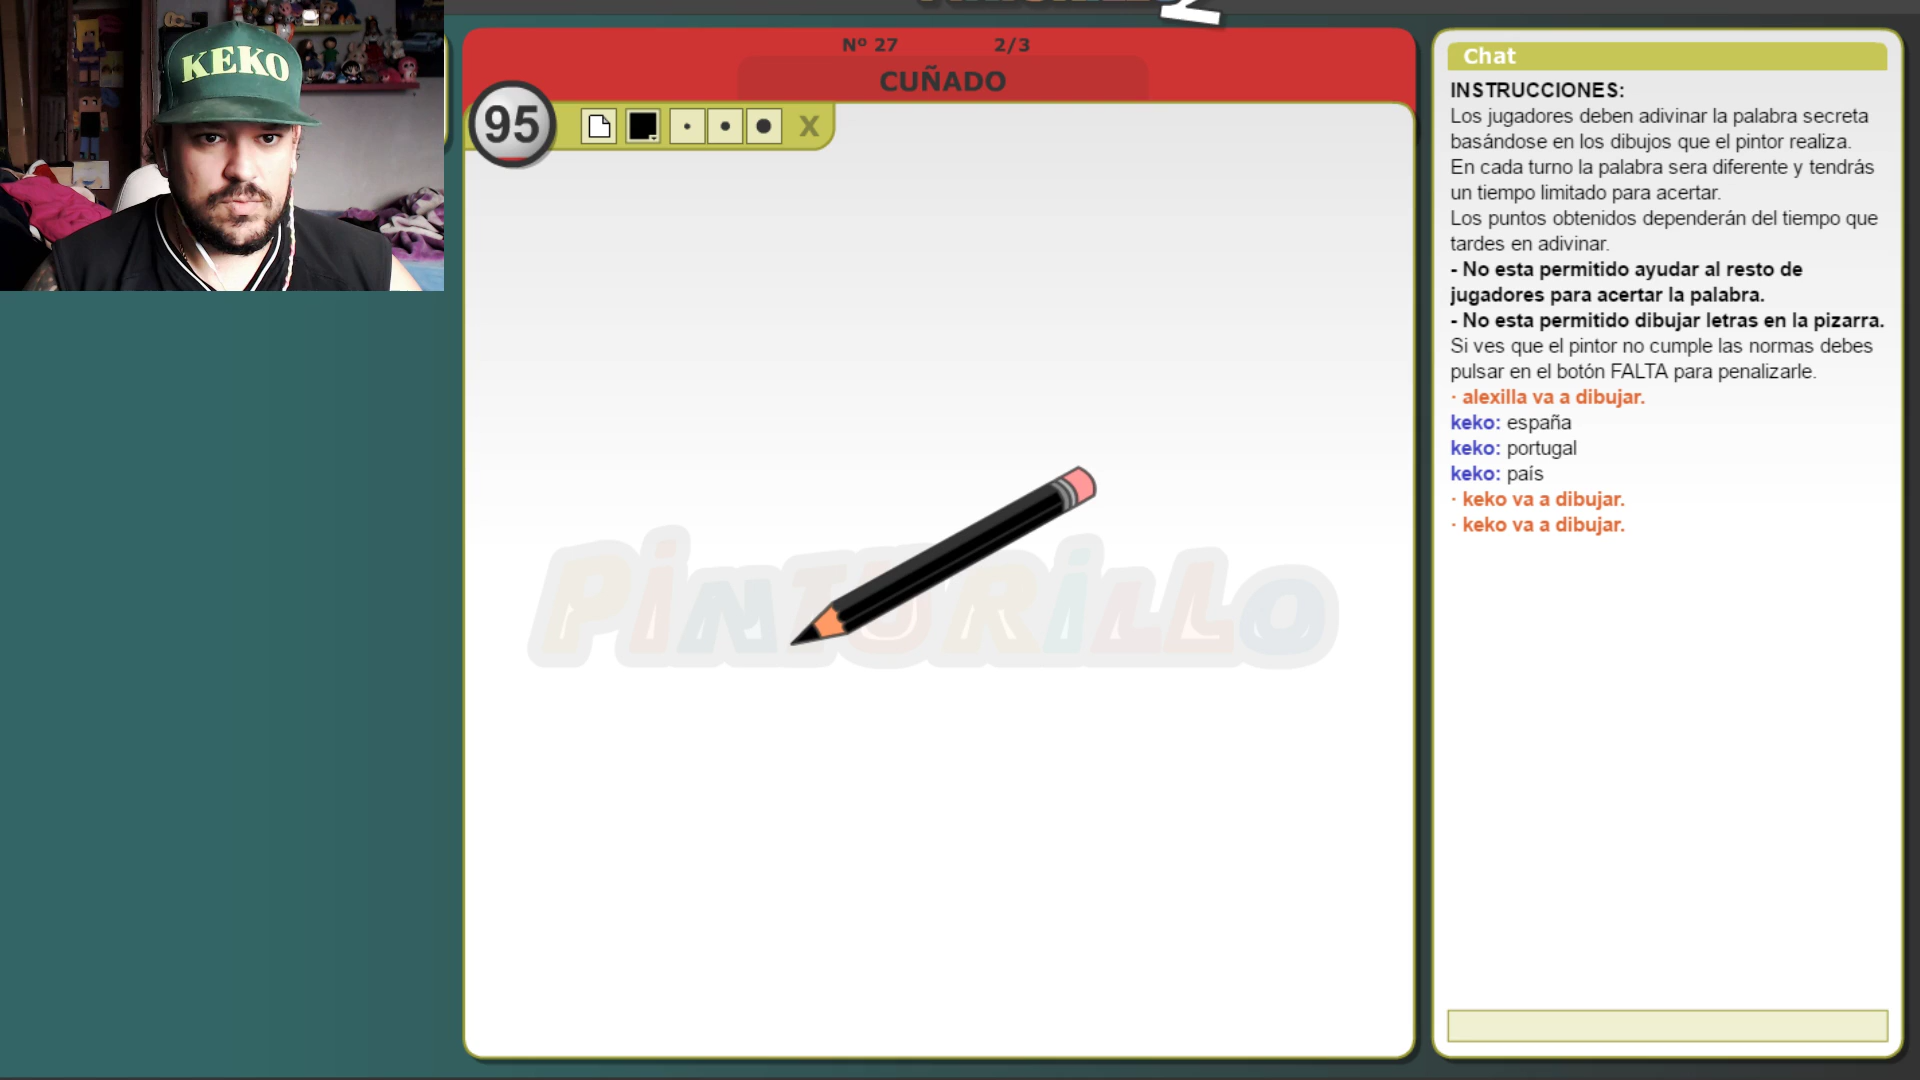 KEKO
Nº 27 2/3
CUÑADO
95
X
PINTURILLO
Chat
INSTRUCCIONES:
Los jugadores deben adivinar la palabra secreta
basándose en los dibujos que el pintor realiza.
En cada turno la palabra sera diferente y tendrás
un tiempo limitado para acertar.
Los puntos obtenidos dependerán del tiempo que
tardes en adivinar.
- No esta permitido ayudar al resto de
jugadores para acertar la palabra.
- No esta permitido dibujar letras en la pizarra.
Si ves que el pintor no cumple las normas debes
pulsar en el botón FALTA para penalizarle.
· alexilla va a dibujar.
keko: españa
keko: portugal
keko: país
· keko va a dibujar.
· keko va a dibujar.